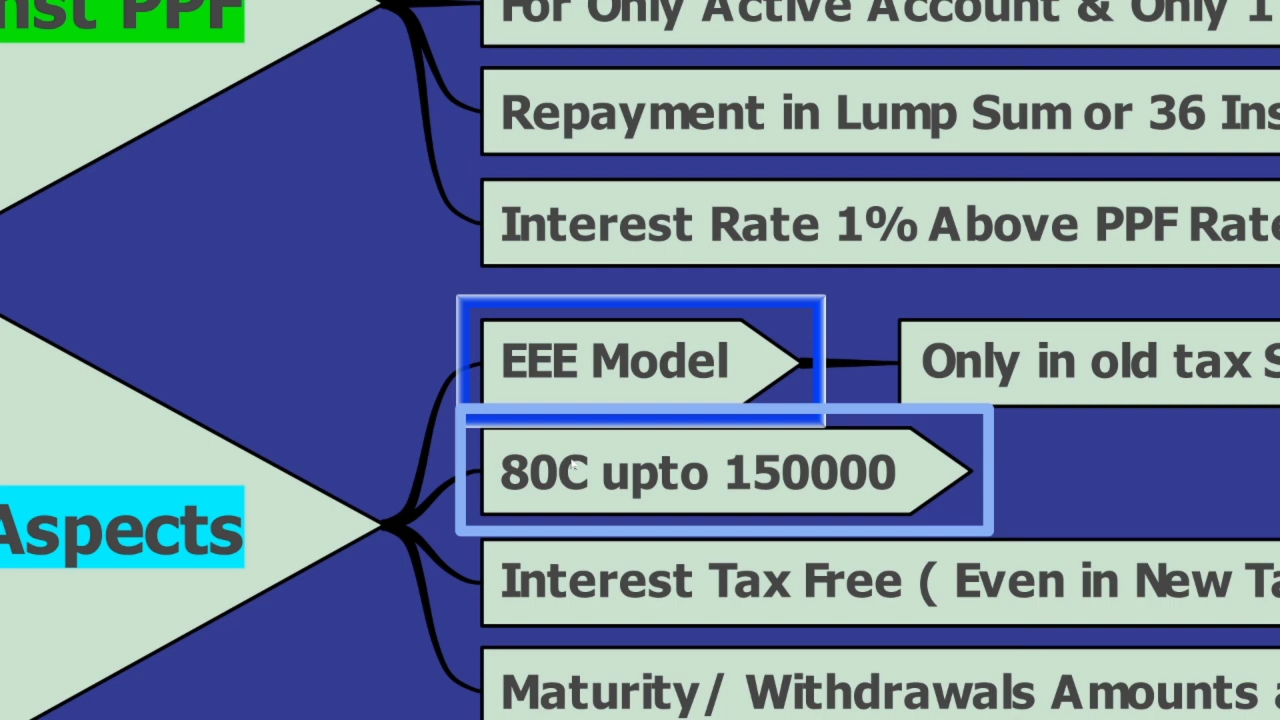 nst PPF
For Only Active Account & Only 1
Repayment in Lump Sum or 36 Ins
Interest Rate 1% Above PPF Rate
EEE Model
Only in old tax S
80C upto 150000
Aspects
Interest Tax Free ( Even in New Ta
Maturity/ Withdrawals Amounts a